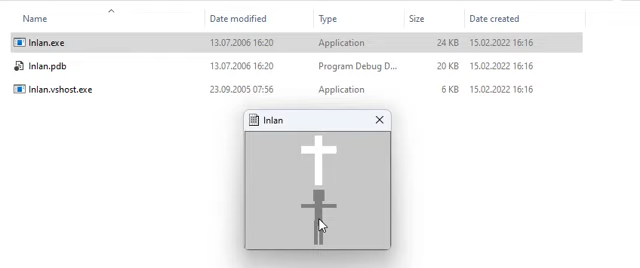 Name Date modified Type Size Date created
Inlan.exe 13.07.2006 16:20 Application 24 KB 15.02.2022 16:16
Inlan.pdb 13.07.2006 16:20 Program Debug D... 20 KB 15.02.2022 16:16
Inlan.vshost.exe 23.09.2005 07:56 Application 6 KB 15.02.2022 16:16
Inlan